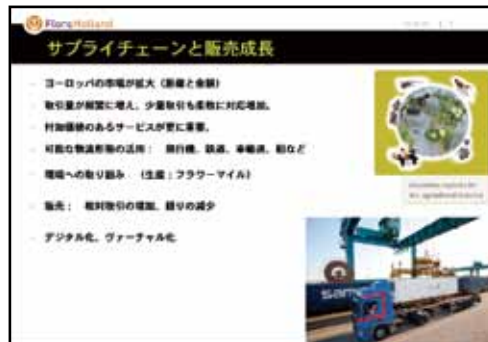 FloraHolland
サプライチェーンと販売成長
- ヨーロッパの市場が拡大（数量と金額）
- 取引量が頻繁に増え、少量取引も柔軟に対応増加。
- 付加価値のあるサービスが更に重要。
- 可能な物流形態の活用： 飛行機、鉄道、車輸送、船など
- 環境への取り組み （生産：フラワーマイル）
- 販売： 相対取引の増加、競りの減少
- デジタル化、ヴァーチャル化